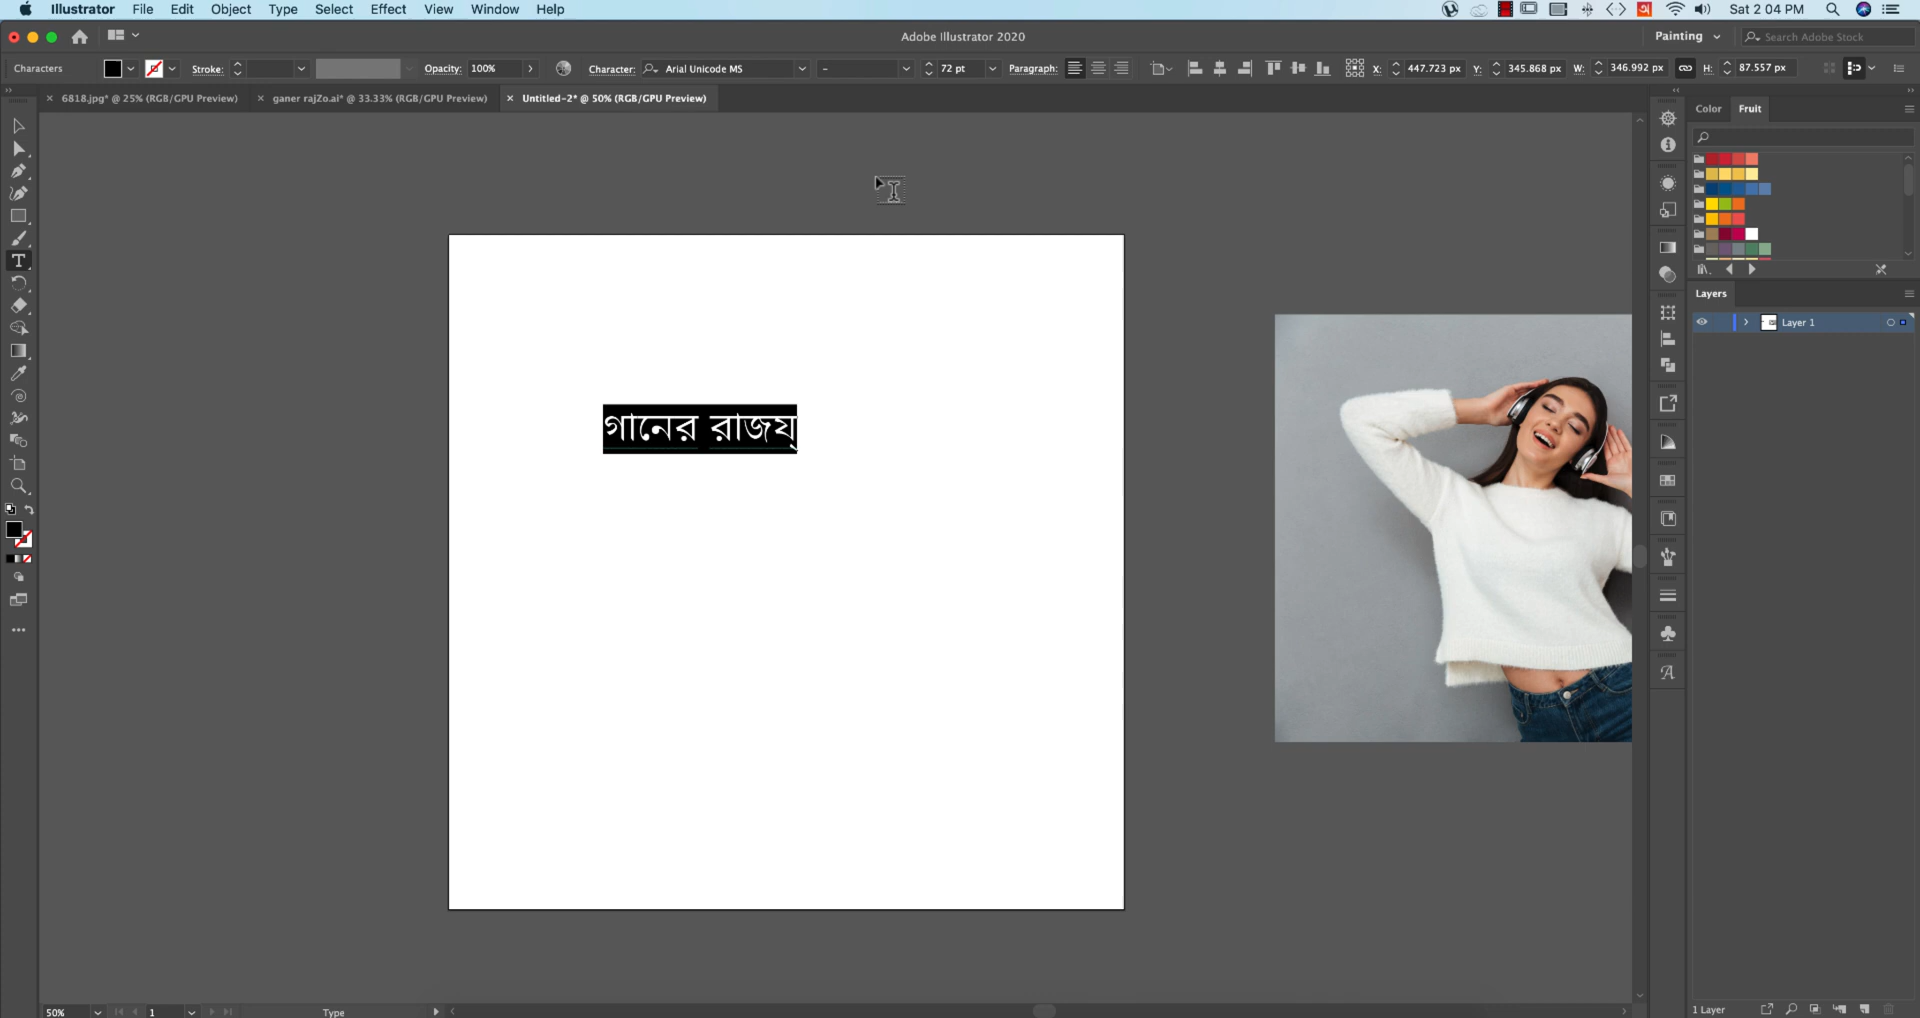 Illustrator File Edit Object Type Select Effect View Window Help Sat 2 04 PM
Adobe Illustrator 2020 Painting Search Adobe Stock
Characters Stroke: Opacity: 100% Character: Arial Unicode MS - 72 pt Paragraph: X: 447.723 px Y: 345.868 px W: 346.992 px H: 87.557 px
6818.jpg* @ 25% (RGB/GPU Preview) ganer rajZo.ai* @ 33.33% (RGB/GPU Preview) Untitled-2* @ 50% (RGB/GPU Preview)
Color Fruit
Layers
Layer 1
গানের রাজয্
50% 1 Type 1 Layer